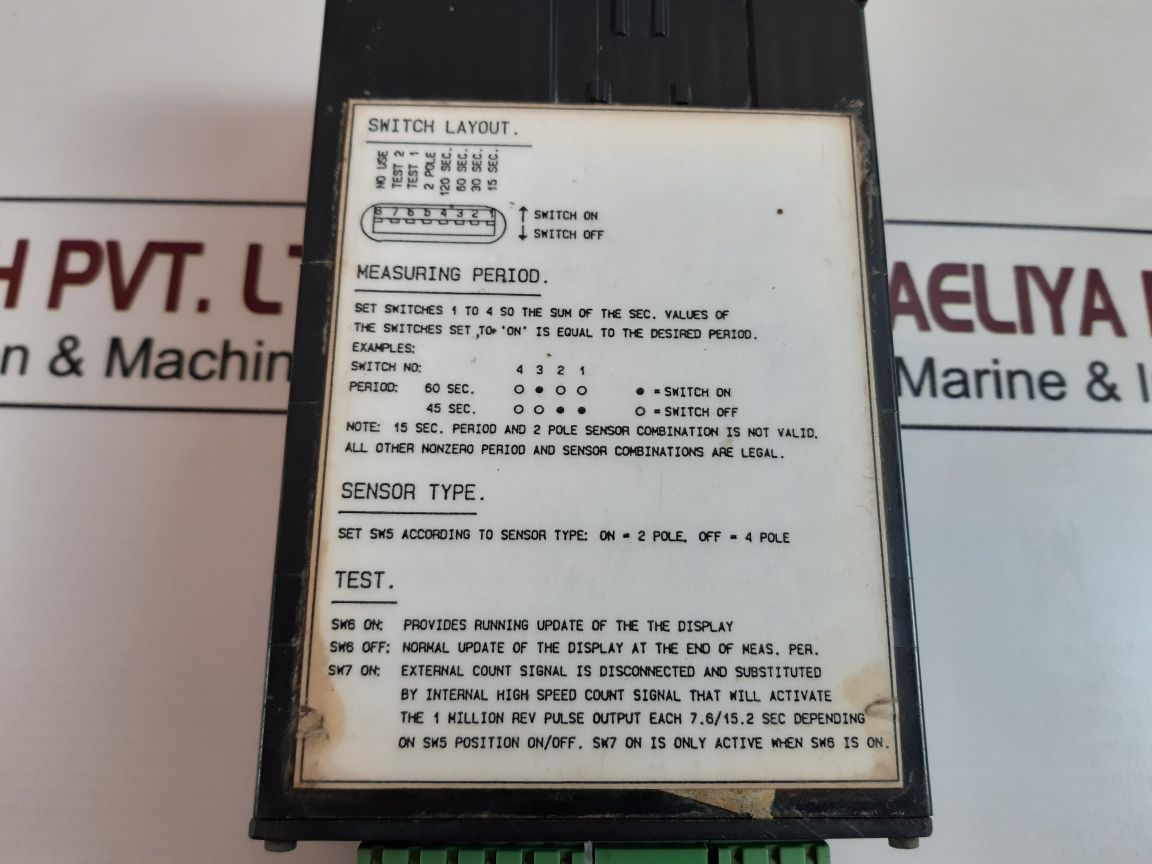 SWITCH LAYOUT.
NO USE
TEST 2
TEST 1
2 POLE
120 SEC.
60 SEC.
30 SEC.
15 SEC.
8 7 6 5 4 3 2 1
↑ SWITCH ON
↓ SWITCH OFF
MEASURING PERIOD.
SET SWITCHES 1 TO 4 SO THE SUM OF THE SEC. VALUES OF
THE SWITCHES SET TO 'ON' IS EQUAL TO THE DESIRED PERIOD.
EXAMPLES:
SWITCH NO: 4 3 2 1
PERIOD: 60 SEC. ○ ● ○ ○ ● = SWITCH ON
45 SEC. ○ ○ ● ● ○ = SWITCH OFF
NOTE: 15 SEC. PERIOD AND 2 POLE SENSOR COMBINATION IS NOT VALID.
ALL OTHER NONZERO PERIOD AND SENSOR COMBINATIONS ARE LEGAL.
SENSOR TYPE.
SET SW5 ACCORDING TO SENSOR TYPE: ON = 2 POLE, OFF = 4 POLE
TEST.
SW6 ON: PROVIDES RUNNING UPDATE OF THE THE DISPLAY
SW6 OFF: NORMAL UPDATE OF THE DISPLAY AT THE END OF MEAS. PER.
SW7 ON: EXTERNAL COUNT SIGNAL IS DISCONNECTED AND SUBSTITUTED
BY INTERNAL HIGH SPEED COUNT SIGNAL THAT WILL ACTIVATE
THE 1 MILLION REV PULSE OUTPUT EACH 7.6/15.2 SEC DEPENDING
ON SW5 POSITION ON/OFF. SW7 ON IS ONLY ACTIVE WHEN SW6 IS ON.
H PVT. LT
n & Machin
AELIYA
Marine & I